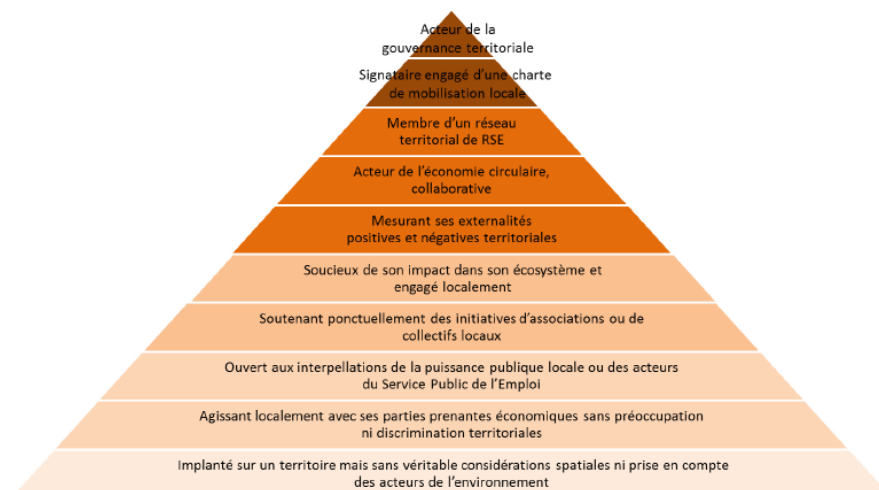 Acteur de la
gouvernance territoriale
Signataire engagé d'une charte
de mobilisation locale
Membre d'un réseau
territorial de RSE
Acteur de l'économie circulaire,
collaborative
Mesurant ses externalités
positives et négatives territoriales
Soucieux de son impact dans son écosystème et
engagé localement
Soutenant ponctuellement des initiatives d'associations ou de
collectifs locaux
Ouvert aux interpellations de la puissance publique locale ou des acteurs
du Service Public de l'Emploi
Agissant localement avec ses parties prenantes économiques sans préoccupation
ni discrimination territoriales
Implanté sur un territoire mais sans véritable considérations spatiales ni prise en compte
des acteurs de l'environnement